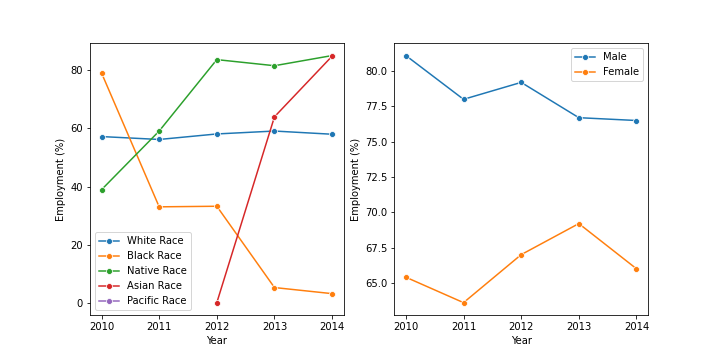 80
60
40
20
0
Employment (%)
White Race
Black Race
Native Race
Asian Race
Pacific Race
2010 2011 2012 2013 2014
Year
80.0
77.5
75.0
72.5
70.0
67.5
65.0
Employment (%)
Male
Female
2010 2011 2012 2013 2014
Year